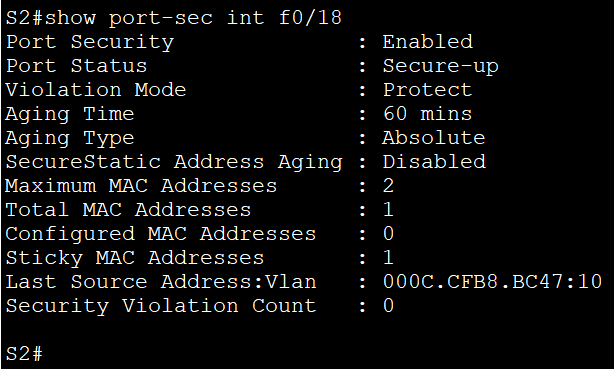 S2#show port-sec int f0/18
Port Security              : Enabled
Port Status                : Secure-up
Violation Mode             : Protect
Aging Time                 : 60 mins
Aging Type                 : Absolute
SecureStatic Address Aging : Disabled
Maximum MAC Addresses      : 2
Total MAC Addresses        : 1
Configured MAC Addresses   : 0
Sticky MAC Addresses       : 1
Last Source Address:Vlan   : 000C.CFB8.BC47:10
Security Violation Count   : 0
S2#